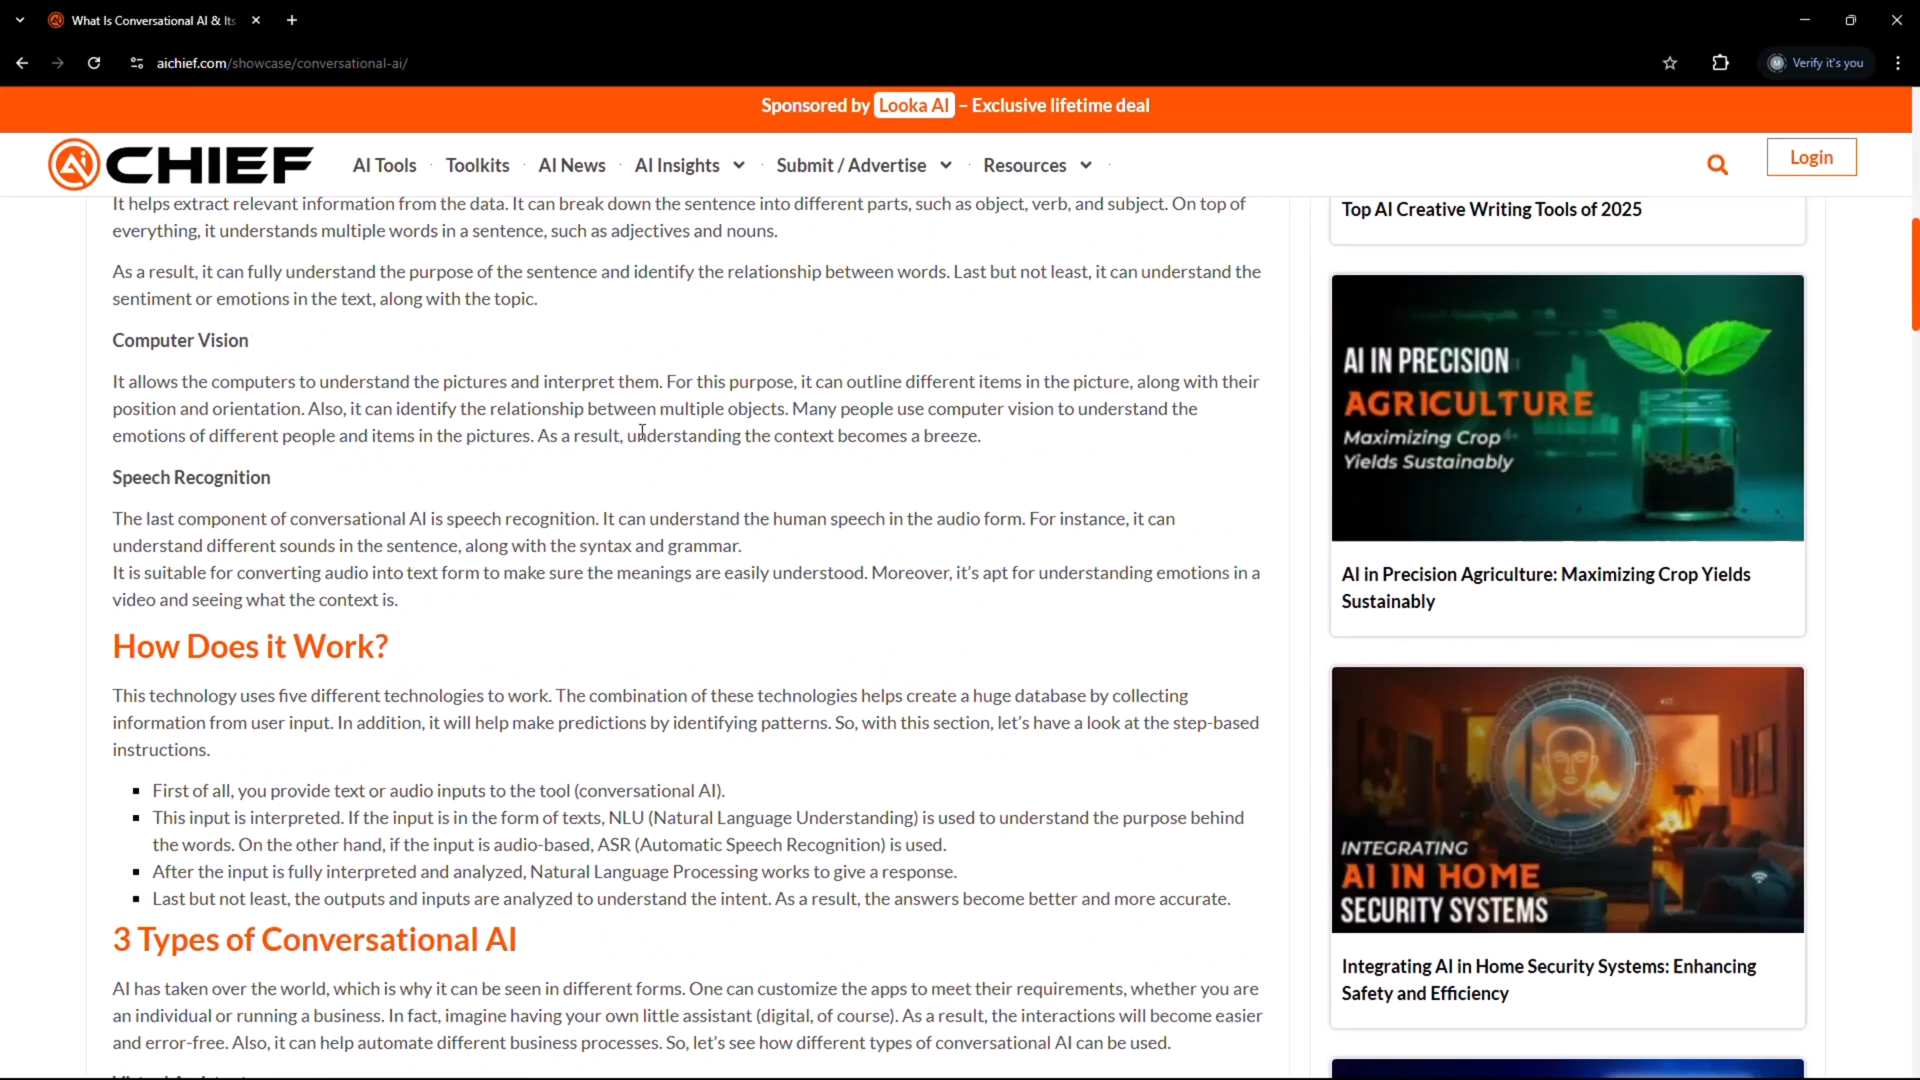 What Is Conversational AI & Its
aichief.com/showcase/conversational-ai/
Verify it's you
Sponsored by Looka AI – Exclusive lifetime deal
Ai CHIEF
AI Tools
Toolkits
AI News
AI Insights
Submit / Advertise
Resources
Login
It helps extract relevant information from the data. It can break down the sentence into different parts, such as object, verb, and subject. On top of
everything, it understands multiple words in a sentence, such as adjectives and nouns.
As a result, it can fully understand the purpose of the sentence and identify the relationship between words. Last but not least, it can understand the
sentiment or emotions in the text, along with the topic.
Computer Vision
It allows the computers to understand the pictures and interpret them. For this purpose, it can outline different items in the picture, along with their
position and orientation. Also, it can identify the relationship between multiple objects. Many people use computer vision to understand the
emotions of different people and items in the pictures. As a result, understanding the context becomes a breeze.
Speech Recognition
The last component of conversational AI is speech recognition. It can understand the human speech in the audio form. For instance, it can
understand different sounds in the sentence, along with the syntax and grammar.
It is suitable for converting audio into text form to make sure the meanings are easily understood. Moreover, it's apt for understanding emotions in a
video and seeing what the context is.
How Does it Work?
This technology uses five different technologies to work. The combination of these technologies helps create a huge database by collecting
information from user input. In addition, it will help make predictions by identifying patterns. So, with this section, let's have a look at the step-based
instructions.
First of all, you provide text or audio inputs to the tool (conversational AI).
This input is interpreted. If the input is in the form of texts, NLU (Natural Language Understanding) is used to understand the purpose behind
the words. On the other hand, if the input is audio-based, ASR (Automatic Speech Recognition) is used.
After the input is fully interpreted and analyzed, Natural Language Processing works to give a response.
Last but not least, the outputs and inputs are analyzed to understand the intent. As a result, the answers become better and more accurate.
3 Types of Conversational AI
AI has taken over the world, which is why it can be seen in different forms. One can customize the apps to meet their requirements, whether you are
an individual or running a business. In fact, imagine having your own little assistant (digital, of course). As a result, the interactions will become easier
and error-free. Also, it can help automate different business processes. So, let's see how different types of conversational AI can be used.
Top AI Creative Writing Tools of 2025
AI IN PRECISION
AGRICULTURE
Maximizing Crop
Yields Sustainably
AI in Precision Agriculture: Maximizing Crop Yields
Sustainably
INTEGRATING
AI IN HOME
SECURITY SYSTEMS
Integrating AI in Home Security Systems: Enhancing
Safety and Efficiency